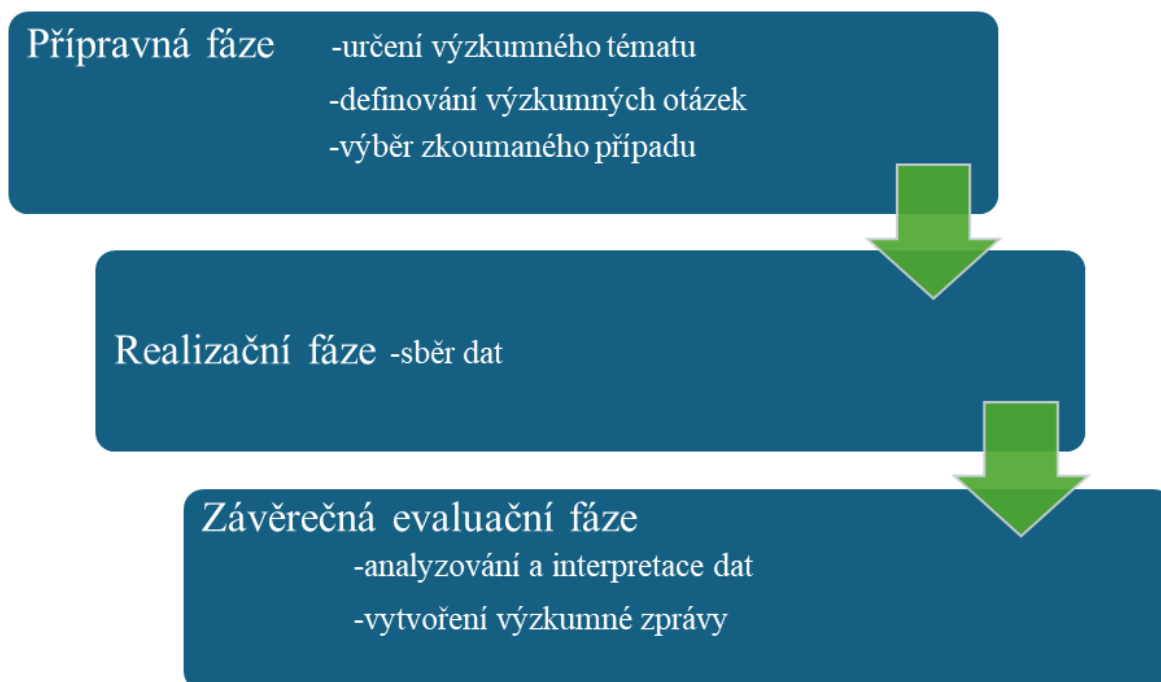 Přípravná fáze -určení výzkumného tématu
-definování výzkumných otázek
-výběr zkoumaného případu
Realizační fáze -sběr dat
Závěrečná evaluační fáze
-analyzování a interpretace dat
-vytvoření výzkumné zprávy